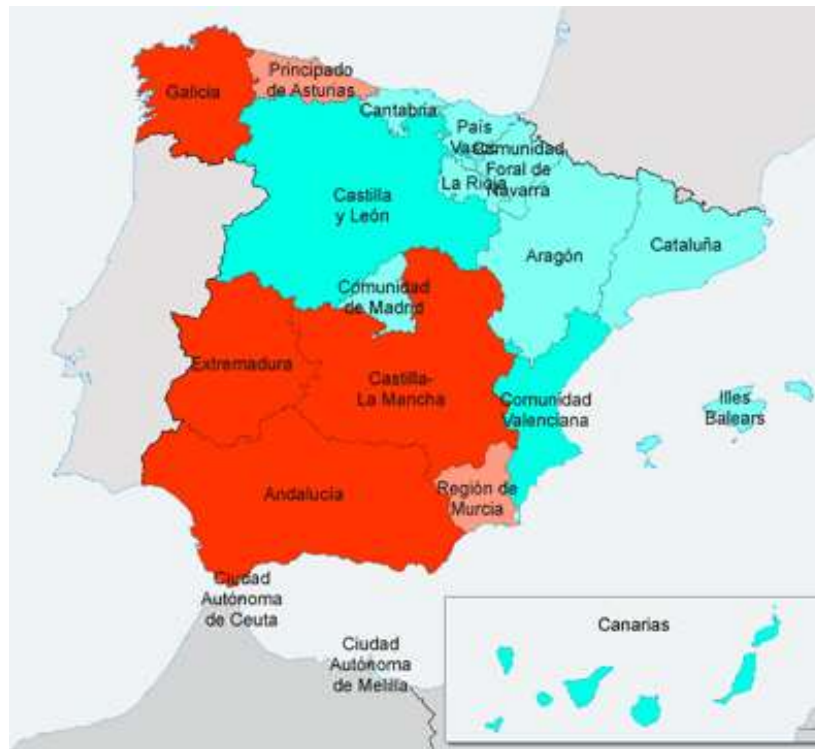 Principado
de Asturias
Galicia
Cantabria
País
Vasco
Comunidad
Foral de
Navarra
La Rioja
Castilla
y León
Aragón
Cataluña
Comunidad
de Madrid
Extremadura
Castilla-
La Mancha
Comunidad
Valenciana
Illes
Balears
Andalucía
Región de
Murcia
Ciudad
Autónoma
de Ceuta
Ciudad
Autónoma
de Melilla
Canarias